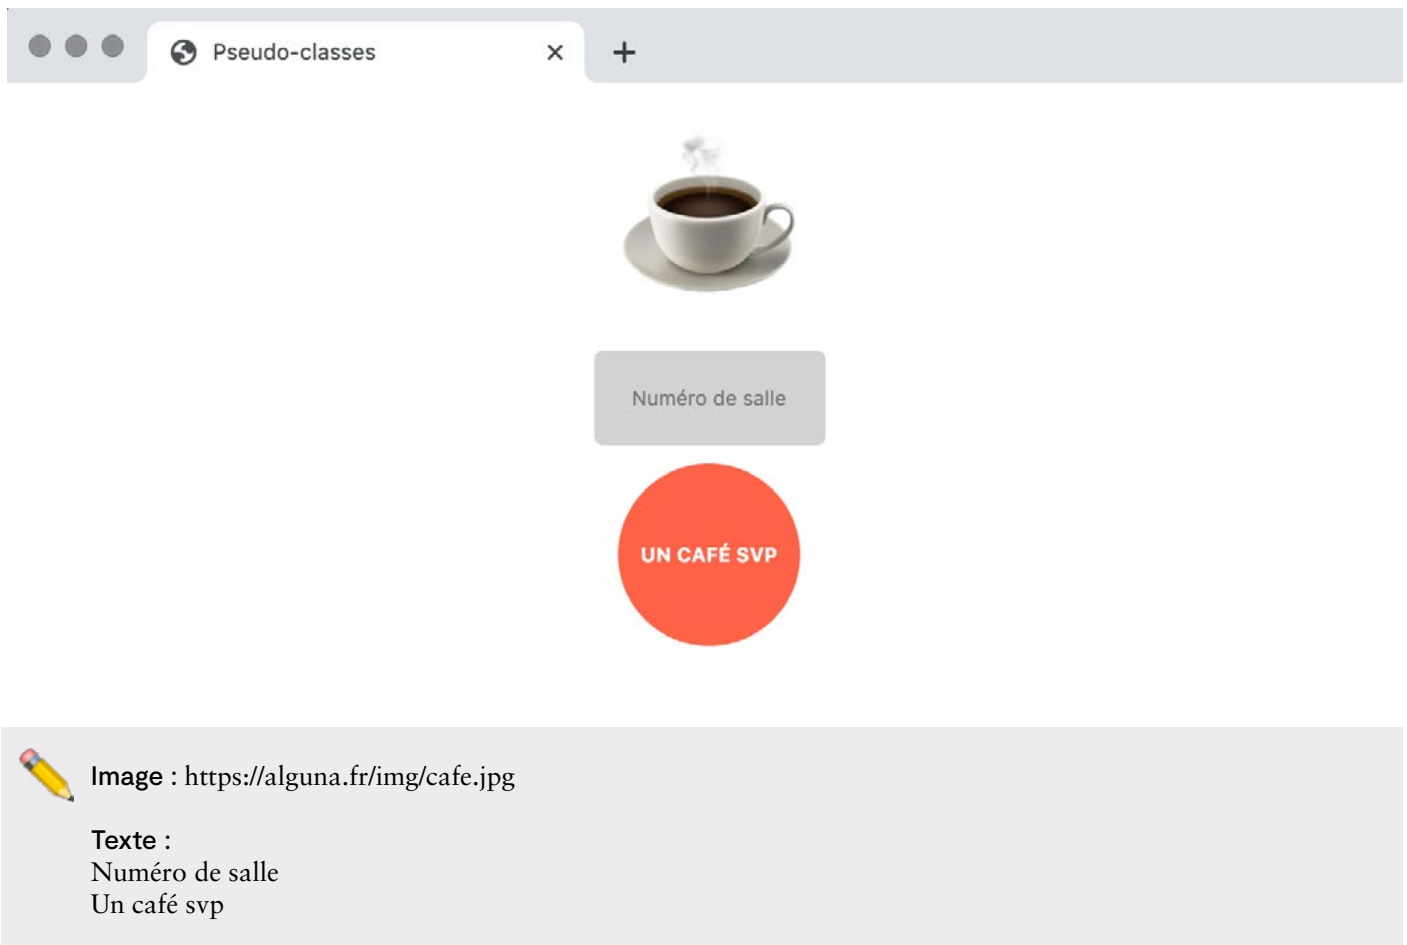 Pseudo-classes
Numéro de salle
UN CAFÉ SVP
Image : https://alguna.fr/img/cafe.jpg
Texte :
Numéro de salle
Un café svp